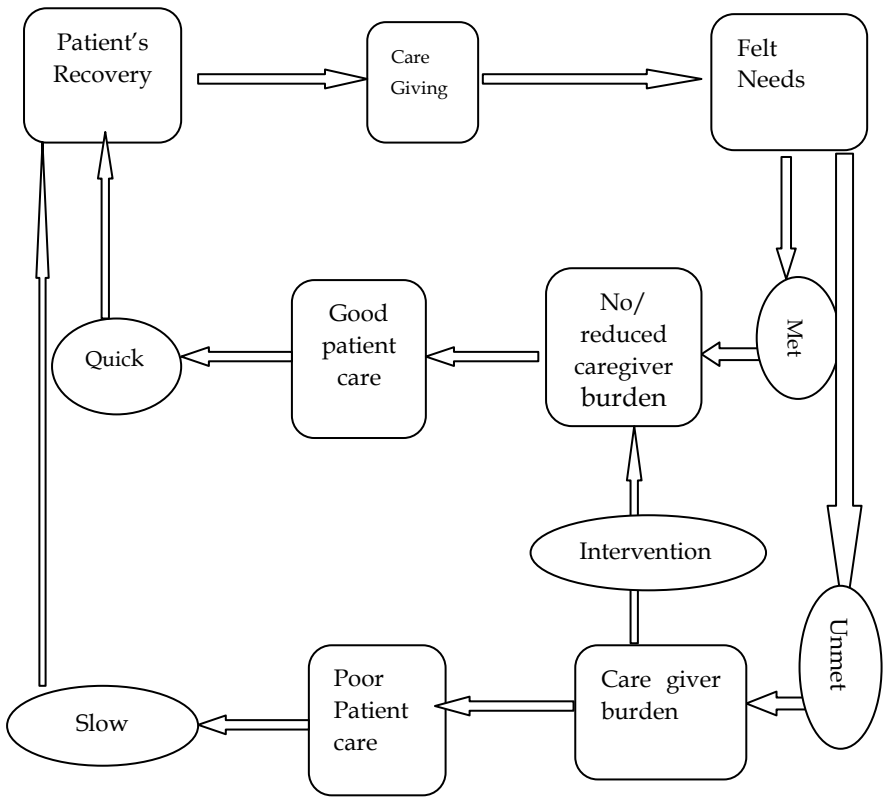 Patient's
Recovery
Care
Giving
Felt
Needs
Met
No/
reduced
caregiver
burden
Good
patient
care
Quick
Intervention
Unmet
Care giver
burden
Poor
Patient
care
Slow